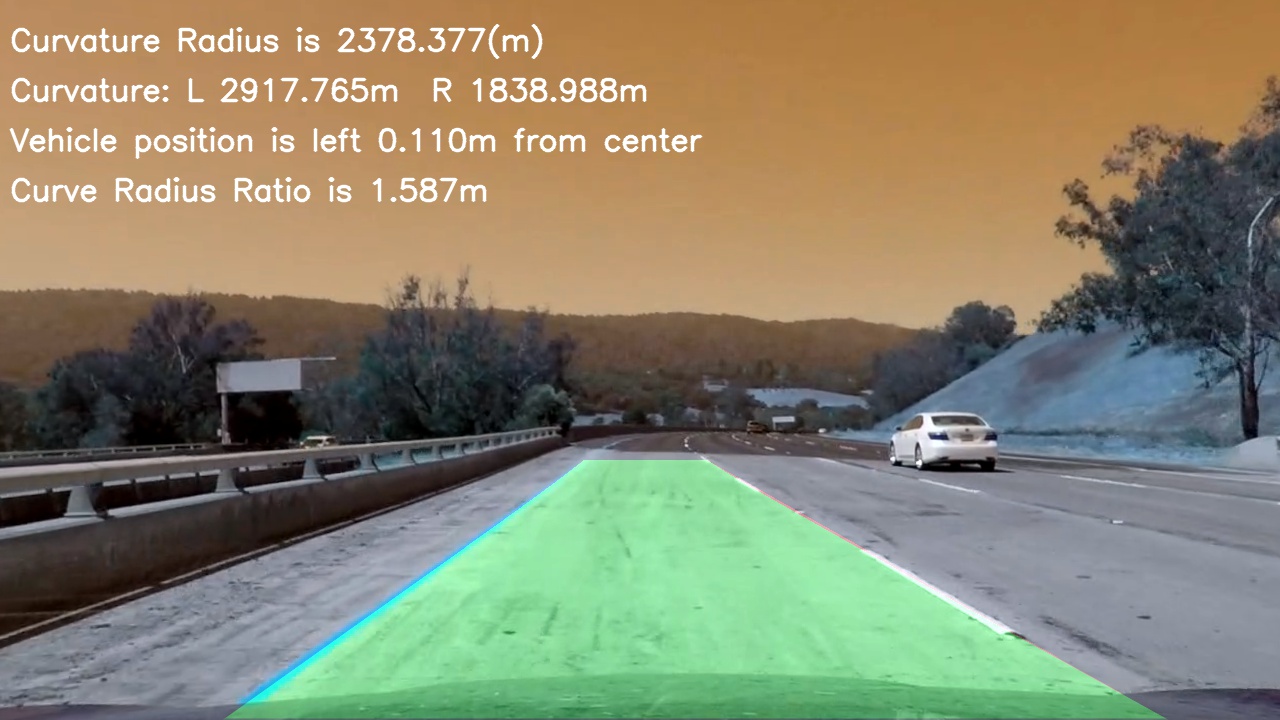 Curvature Radius is 2378.377(m)
Curvature: L 2917.765m R 1838.988m
Vehicle position is left 0.110m from center
Curve Radius Ratio is 1.587m